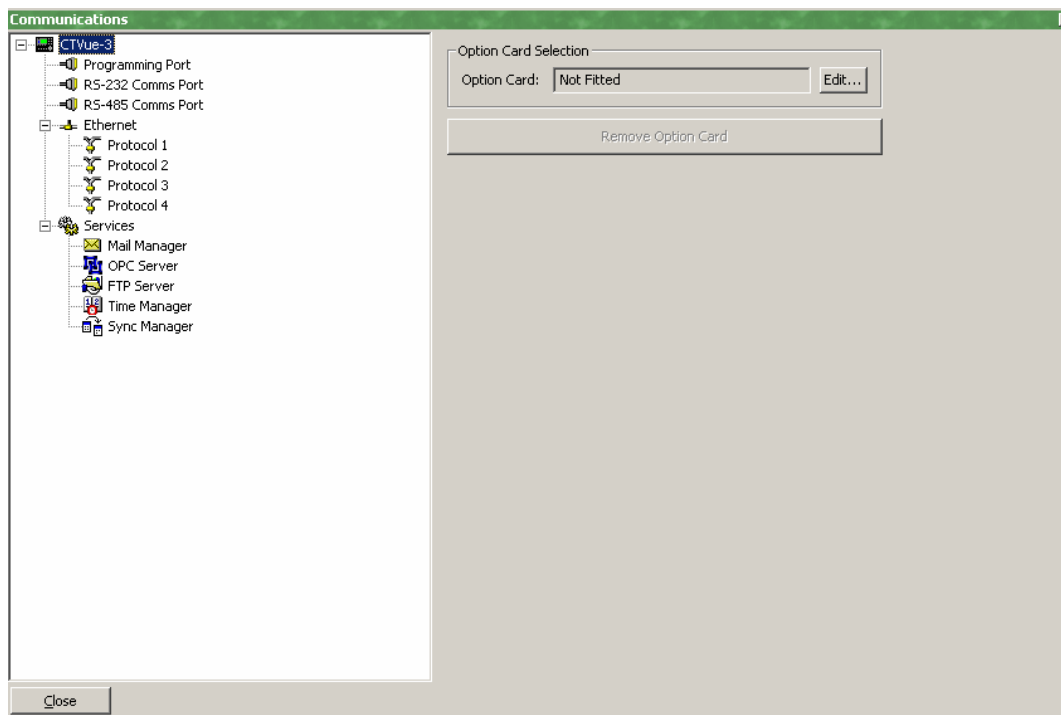 Communications
CTVue-3
Programming Port
RS-232 Comms Port
RS-485 Comms Port
Ethernet
Protocol 1
Protocol 2
Protocol 3
Protocol 4
Services
Mail Manager
OPC Server
FTP Server
Time Manager
Sync Manager
Option Card Selection
Option Card: Not Fitted Edit...
Remove Option Card
Close